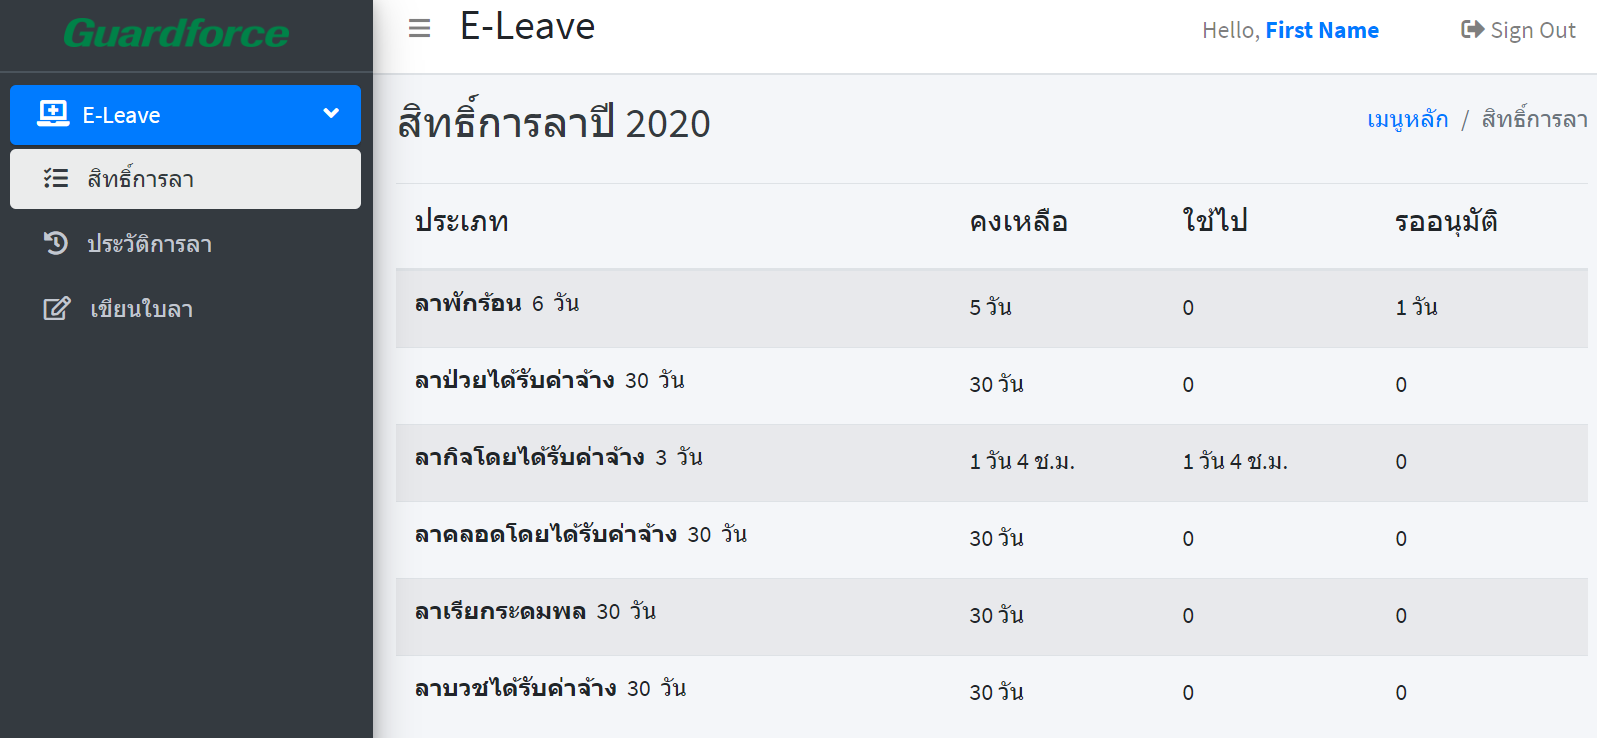 Guardforce
E-Leave
Hello, First Name
Sign Out
E-Leave
สิทธิ์การลา
ประวัติการลา
เขียนใบลา
สิทธิ์การลาปี 2020
เมนูหลัก / สิทธิ์การลา
ประเภท คงเหลือ ใช้ไป รออนุมัติ
ลาพักร้อน 6 วัน 5 วัน 0 1 วัน
ลาป่วยได้รับค่าจ้าง 30 วัน 30 วัน 0 0
ลากิจโดยได้รับค่าจ้าง 3 วัน 1 วัน 4 ช.ม. 1 วัน 4 ช.ม. 0
ลาคลอดโดยได้รับค่าจ้าง 30 วัน 30 วัน 0 0
ลาเรียกระดมพล 30 วัน 30 วัน 0 0
ลาบวชได้รับค่าจ้าง 30 วัน 30 วัน 0 0